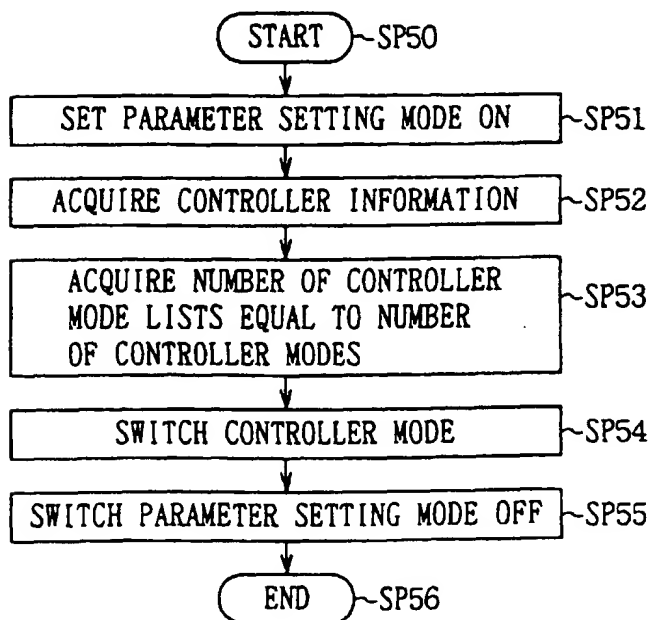 START ~SP50
SET PARAMETER SETTING MODE ON ~SP51
ACQUIRE CONTROLLER INFORMATION ~SP52
ACQUIRE NUMBER OF CONTROLLER
MODE LISTS EQUAL TO NUMBER
OF CONTROLLER MODES
~SP53
SWITCH CONTROLLER MODE ~SP54
SWITCH PARAMETER SETTING MODE OFF ~SP55
END ~SP56